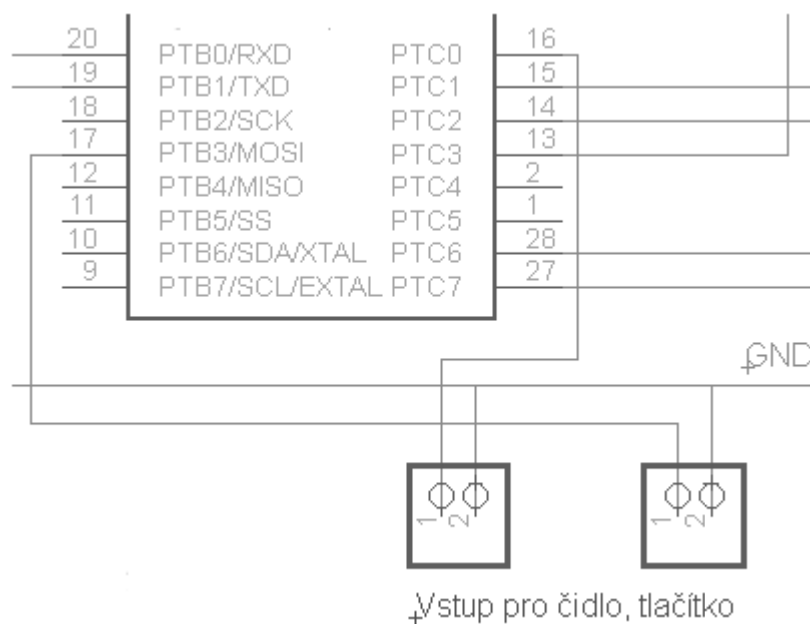 20 PTB0/RXD PTC0 16
19 PTB1/TXD PTC1 15
18 PTB2/SCK PTC2 14
17 PTB3/MOSI PTC3 13
12 PTB4/MISO PTC4 2
11 PTB5/SS PTC5 1
10 PTB6/SDA/XTAL PTC6 28
9 PTB7/SCL/EXTAL PTC7 27
GND
1 2 1 2
Vstup pro čidlo, tlačítko